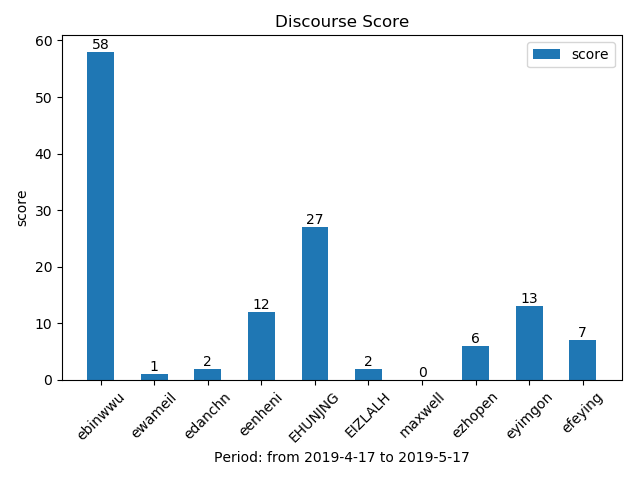 Discourse Score
score
60
50
40
30
20
10
0
score
58
1
2
12
27
2
0
6
13
7
ebinwwu
ewameil
edanchn
eenheni
EHUNJNG
EIZLALH
maxwell
ezhopen
eyimgon
efeying
Period: from 2019-4-17 to 2019-5-17